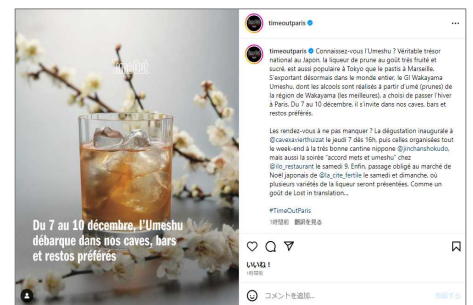 TimeOut
Du 7 au 10 décembre, l'Umeshu
débarque dans nos caves, bars
et restos préférés
timeoutparis
timeoutparis Connaissez-vous l'Umeshu ? Véritable trésor
national au Japon, la liqueur de prune au goût très fruité et
sucré, est aussi populaire à Tokyo que le pastis à Marseille.
S'exportant désormais dans le monde entier, le GI Wakayama
Umeshu, dont les alcools sont réalisés à partir d'umé (prunes) de
la région de Wakayama (les meilleures), a choisi de passer l'hiver
à Paris. Du 7 au 10 décembre, il s'invite dans nos caves, bars et
restos préférés.
Les rendez-vous à ne pas manquer ? La dégustation inaugurale à
@cavexavierthuizat le jeudi 7 dès 16h, puis celles organisées tout
le week-end à la très bonne cantine nippone @jinchanshokudo,
mais aussi la soirée "accord mets et umeshu" chez
@ilo_restaurant le samedi 9. Enfin, passage obligé au marché de
Noël japonais de @la_cite_fertile le samedi et dimanche, où
plusieurs variétés de la liqueur seront présentées. Comme un
goût de Lost in translation...
#TimeOutParis
1時間前 翻訳を見る
いいね！
1時間前
コメントを追加...
投稿する